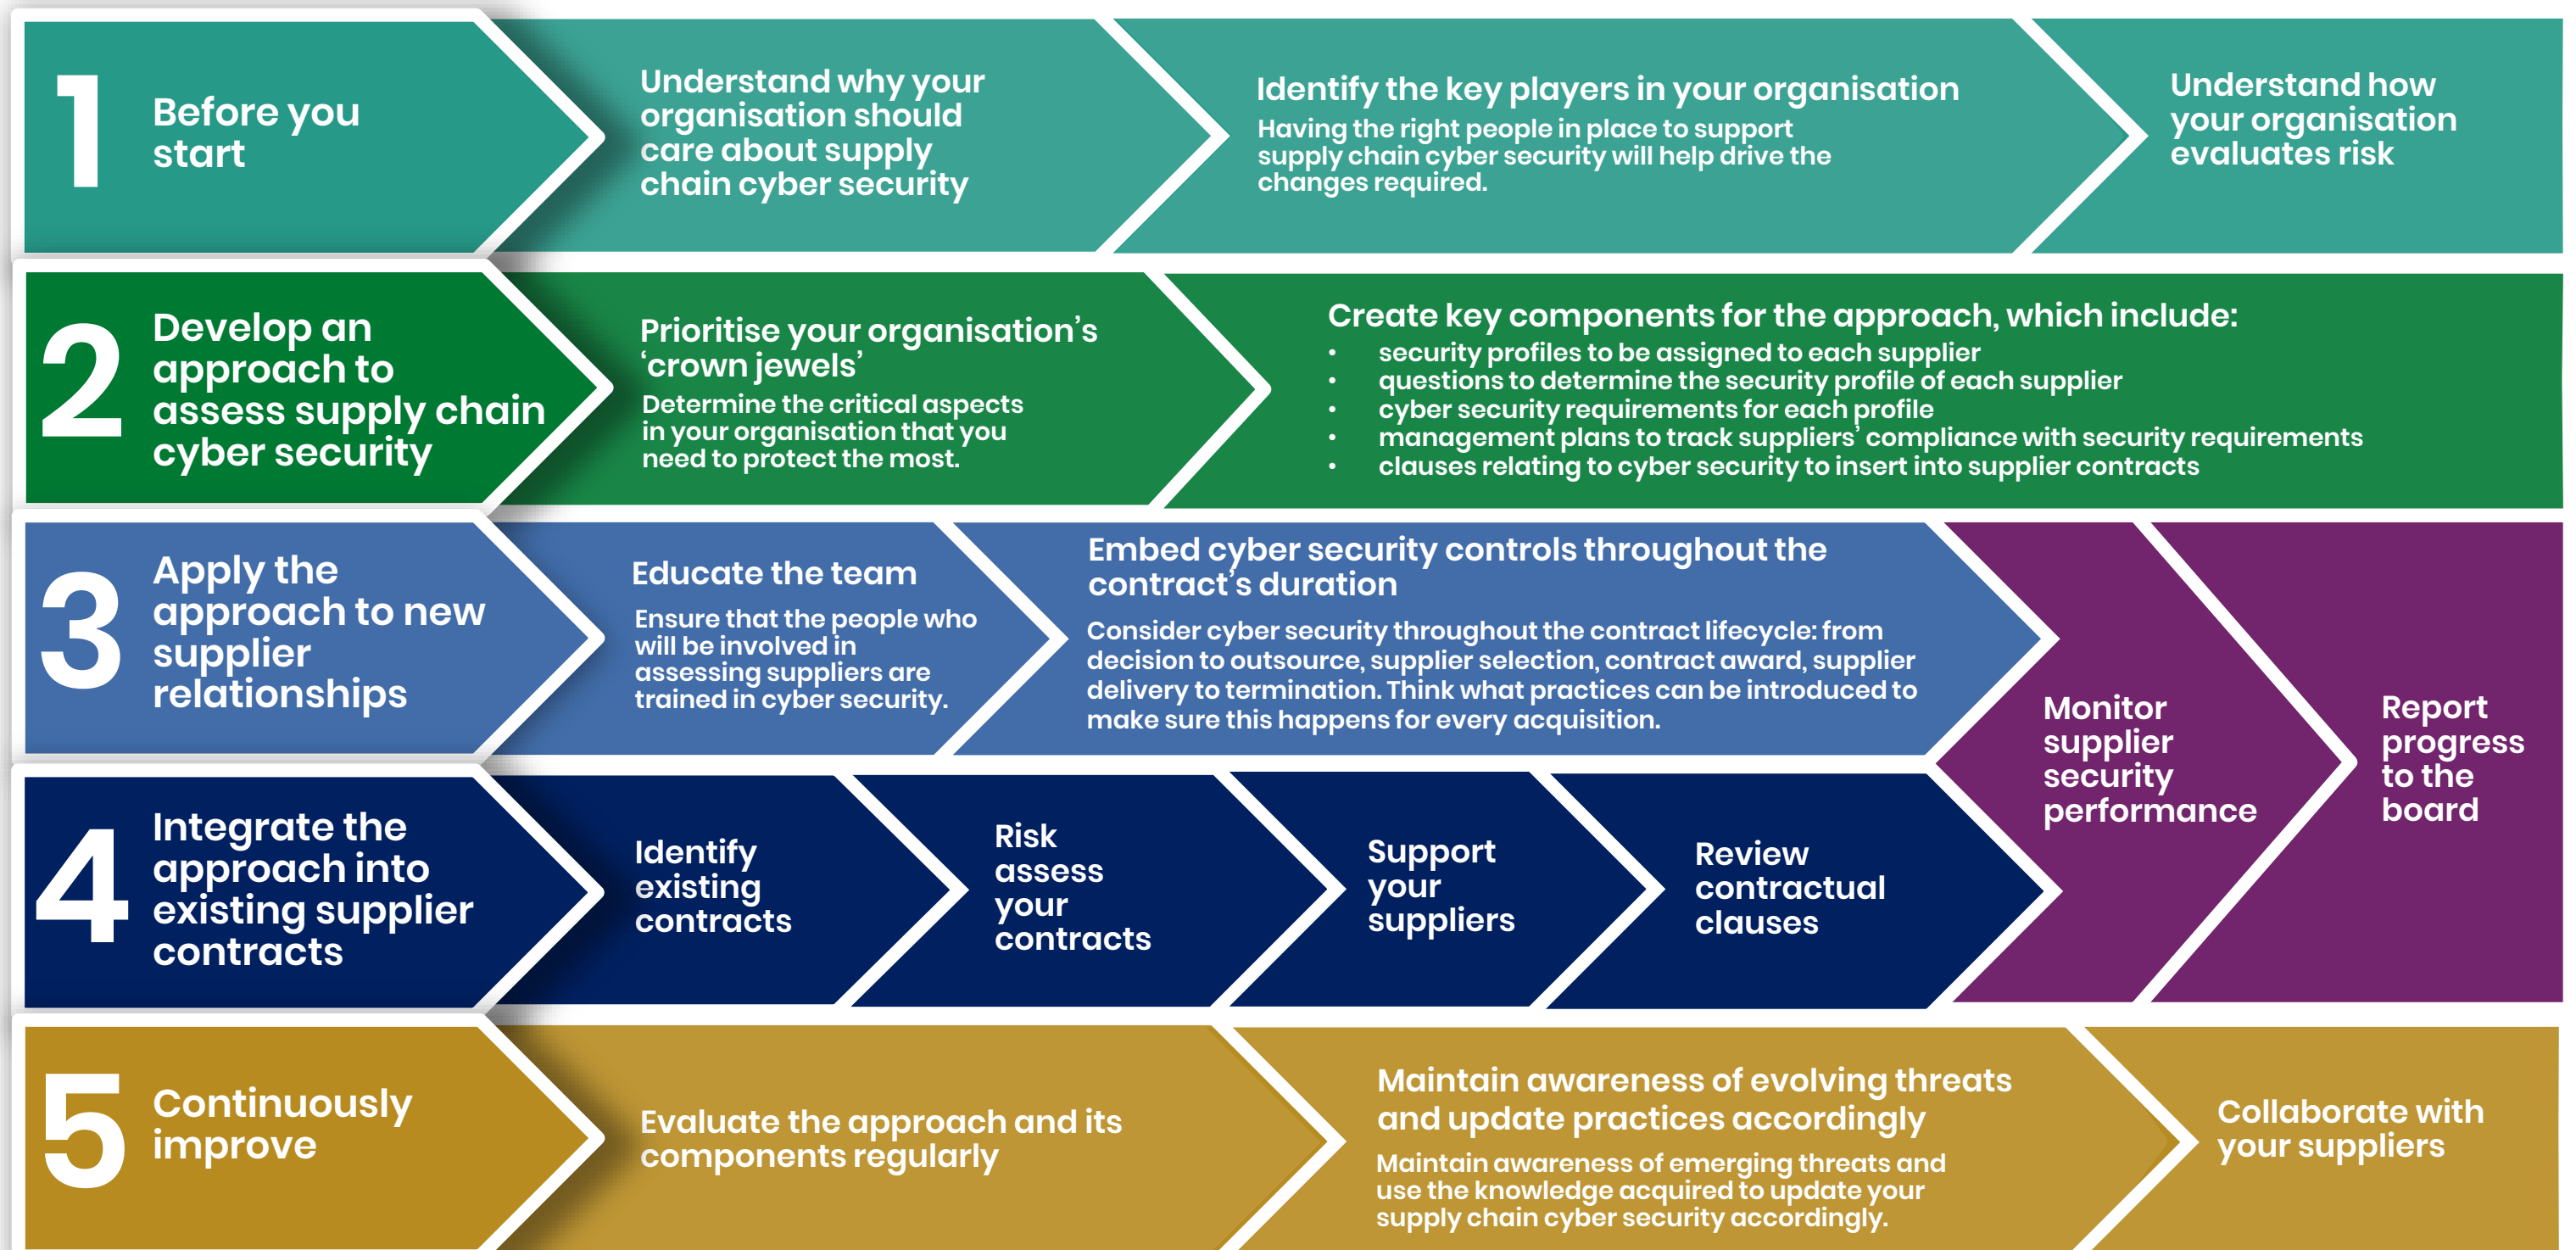 1
Before you
start
Understand why your
organisation should
care about supply
chain cyber security
Identify the key players in your organisation
Having the right people in place to support
supply chain cyber security will help drive the
changes required.
Understand how
your organisation
evaluates risk
2
Develop an
approach to
assess supply chain
cyber security
Prioritise your organisation’s
‘crown jewels’
Determine the critical aspects
in your organisation that you
need to protect the most.
Create key components for the approach, which include:
• security profiles to be assigned to each supplier
• questions to determine the security profile of each supplier
• cyber security requirements for each profile
• management plans to track suppliers’ compliance with security requirements
• clauses relating to cyber security to insert into supplier contracts
3
Apply the
approach to new
supplier
relationships
Educate the team
Ensure that the people who
will be involved in
assessing suppliers are
trained in cyber security.
Embed cyber security controls throughout the
contract’s duration
Consider cyber security throughout the contract lifecycle: from
decision to outsource, supplier selection, contract award, supplier
delivery to termination. Think what practices can be introduced to
make sure this happens for every acquisition.
4
Integrate the
approach into
existing supplier
contracts
Identify
existing
contracts
Risk
assess
your
contracts
Support
your
suppliers
Review
contractual
clauses
Monitor
supplier
security
performance
Report
progress
to the
board
5
Continuously
improve
Evaluate the approach and its
components regularly
Maintain awareness of evolving threats
and update practices accordingly
Maintain awareness of emerging threats and
use the knowledge acquired to update your
supply chain cyber security accordingly.
Collaborate with
your suppliers